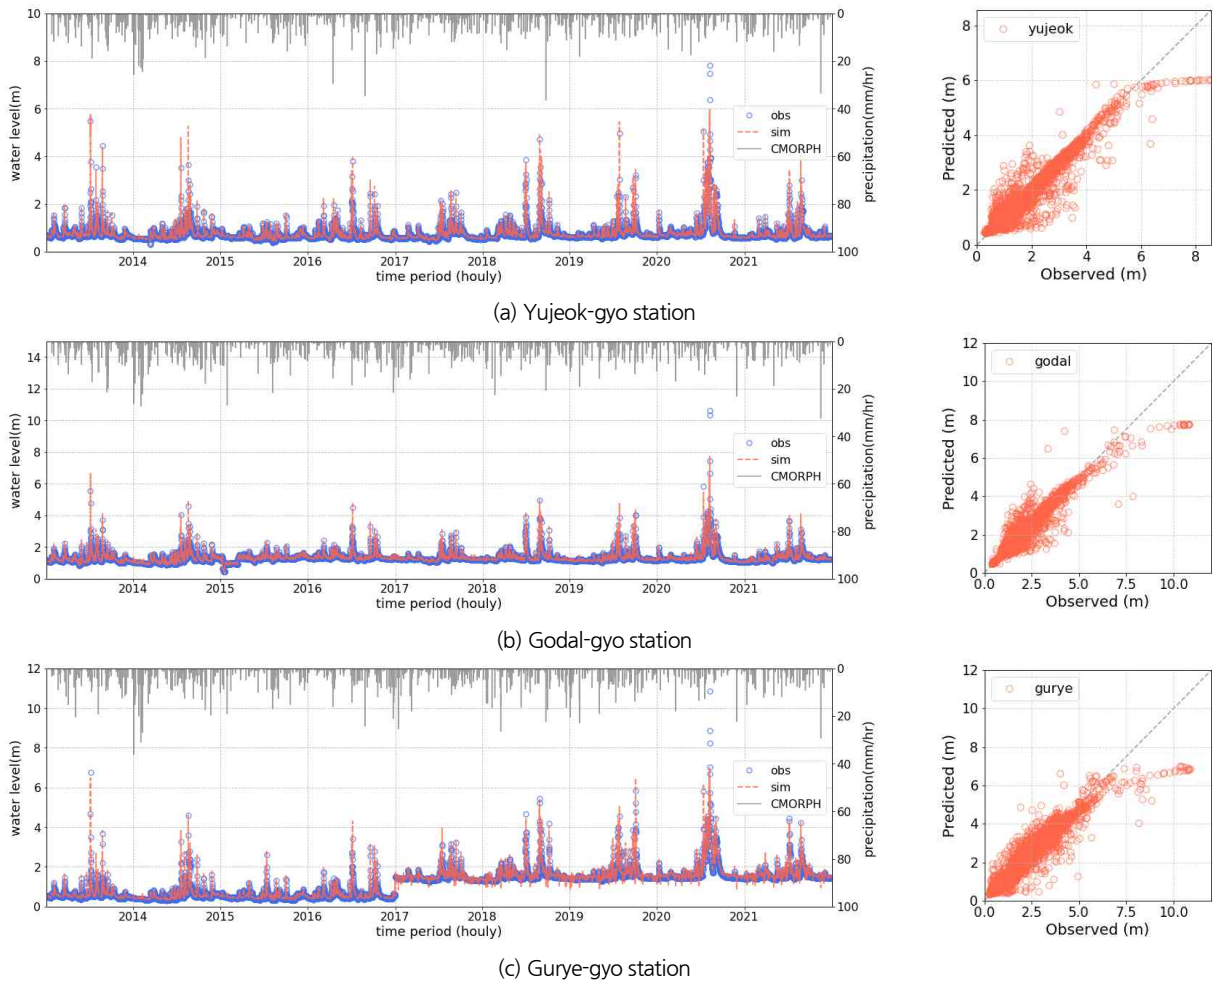 10
8
6
4
2
0
water level(m)
0
20
40
60
80
100
precipitation(mm/hr)
obs
sim
CMORPH
2014 2015 2016 2017 2018 2019 2020 2021
time period (houly)
8
6
4
2
0
Predicted (m)
yujeok
0 2 4 6 8
Observed (m)
(a) Yujeok-gyo station
14
12
10
8
6
4
2
0
water level(m)
0
20
40
60
80
100
precipitation(mm/hr)
obs
sim
CMORPH
2014 2015 2016 2017 2018 2019 2020 2021
time period (houly)
12
10
8
6
4
2
0
Predicted (m)
godal
0.0 2.5 5.0 7.5 10.0
Observed (m)
(b) Godal-gyo station
12
10
8
6
4
2
0
water level(m)
0
20
40
60
80
100
precipitation(mm/hr)
obs
sim
CMORPH
2014 2015 2016 2017 2018 2019 2020 2021
time period (houly)
12
10
8
6
4
2
0
Predicted (m)
gurye
0.0 2.5 5.0 7.5 10.0
Observed (m)
(c) Gurye-gyo station